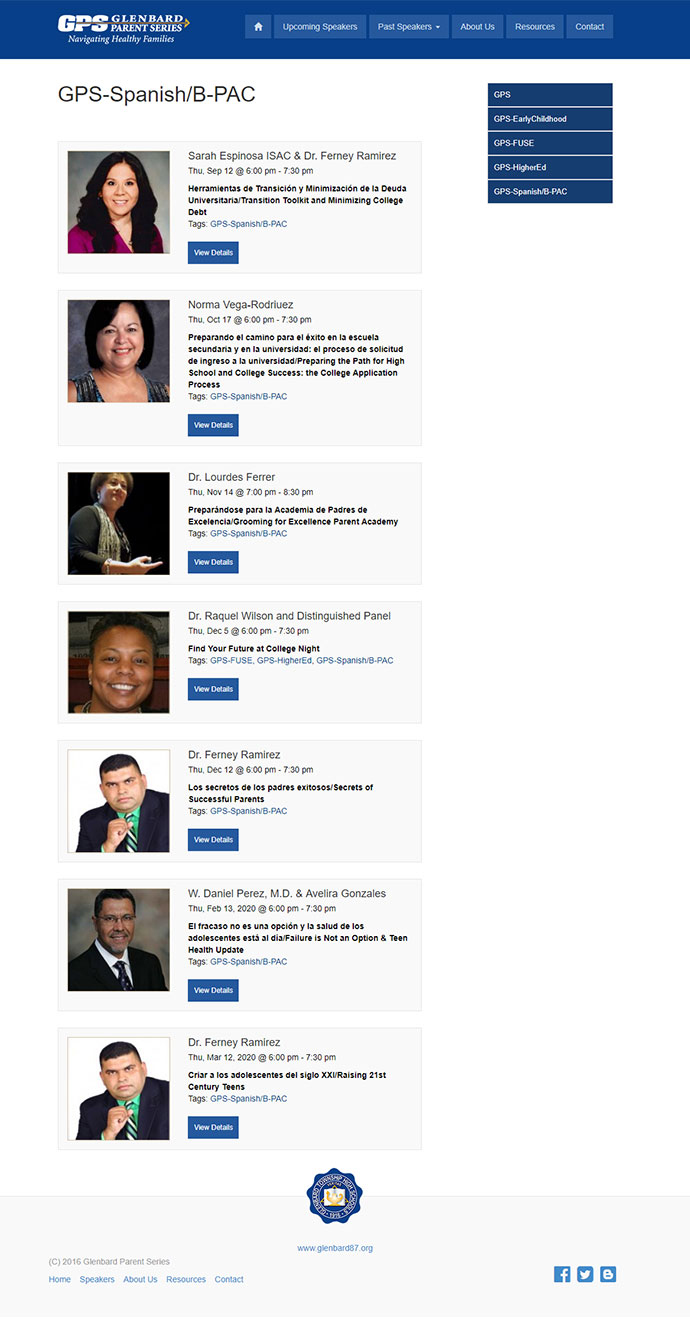 GPS GLENBARD
PARENT SERIES
Navigating Healthy Families
Upcoming Speakers
Past Speakers
About Us
Resources
Contact
GPS-Spanish/B-PAC
GPS
GPS-EarlyChildhood
GPS-FUSE
GPS-HigherEd
GPS-Spanish/B-PAC
Sarah Espinosa ISAC & Dr. Ferney Ramirez
Thu, Sep 12 @ 6:00 pm - 7:30 pm
Herramientas de Transición y Minimización de la Deuda
Universitaria/Transition Toolkit and Minimizing College
Debt
Tags: GPS-Spanish/B-PAC
View Details
Norma Vega-Rodriuez
Thu, Oct 17 @ 6:00 pm - 7:30 pm
Preparando el camino para el éxito en la escuela
secundaria y en la universidad: el proceso de solicitud
de ingreso a la universidad/Preparing the Path for High
School and College Success: the College Application
Process
Tags: GPS-Spanish/B-PAC
View Details
Dr. Lourdes Ferrer
Thu, Nov 14 @ 7:00 pm - 8:30 pm
Preparándose para la Academia de Padres de
Excelencia/Grooming for Excellence Parent Academy
Tags: GPS-Spanish/B-PAC
View Details
Dr. Raquel Wilson and Distinguished Panel
Thu, Dec 5 @ 6:00 pm - 7:30 pm
Find Your Future at College Night
Tags: GPS-FUSE, GPS-HigherEd, GPS-Spanish/B-PAC
View Details
Dr. Ferney Ramirez
Thu, Dec 12 @ 6:00 pm - 7:30 pm
Los secretos de los padres exitosos/Secrets of
Successful Parents
Tags: GPS-Spanish/B-PAC
View Details
W. Daniel Perez, M.D. & Avelira Gonzales
Thu, Feb 13, 2020 @ 6:00 pm - 7:30 pm
El fracaso no es una opción y la salud de los
adolescentes está al día/Failure is Not an Option & Teen
Health Update
Tags: GPS-Spanish/B-PAC
View Details
Dr. Ferney Ramirez
Thu, Mar 12, 2020 @ 6:00 pm - 7:30 pm
Criar a los adolescentes del siglo XXI/Raising 21st
Century Teens
Tags: GPS-Spanish/B-PAC
View Details
GLENBARD TOWNSHIP HIGH SCHOOLS
www.glenbard87.org
(C) 2016 Glenbard Parent Series
Home
Speakers
About Us
Resources
Contact